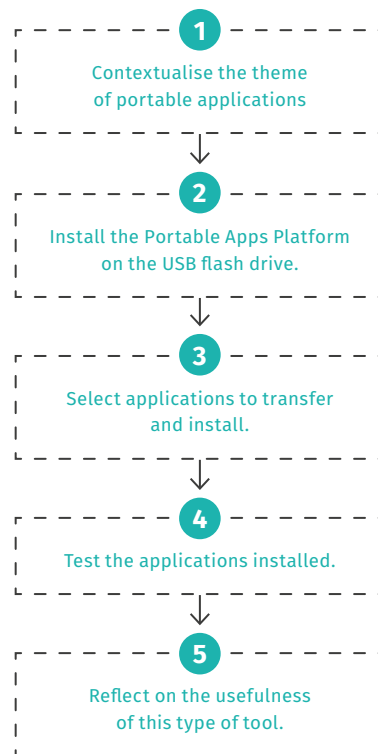 1
Contextualise the theme
of portable applications
2
Install the Portable Apps Platform
on the USB flash drive.
3
Select applications to transfer
and install.
4
Test the applications installed.
5
Reflect on the usefulness
of this type of tool.